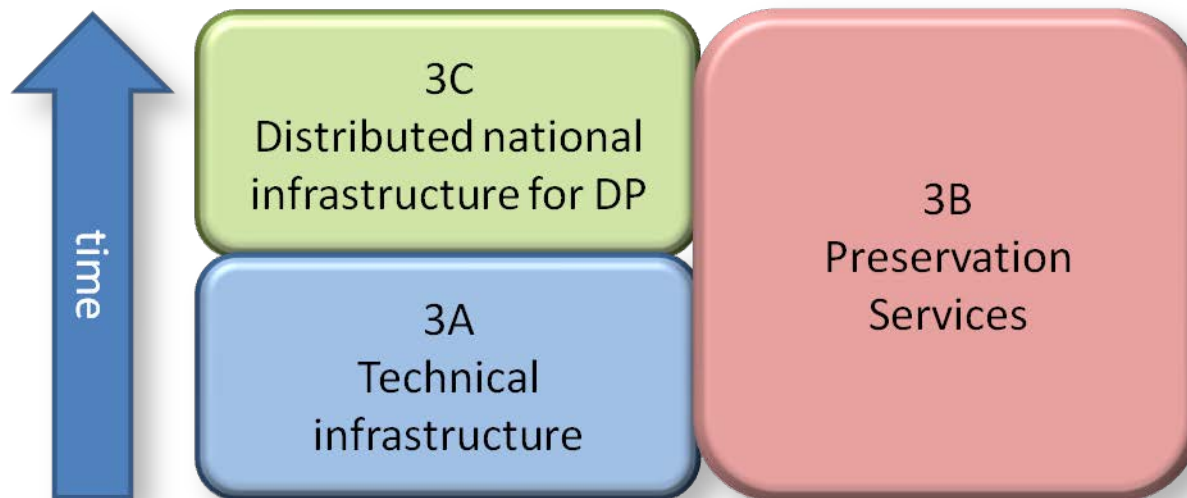 time
3C
Distributed national
infrastructure for DP
3A
Technical
infrastructure
3B
Preservation
Services